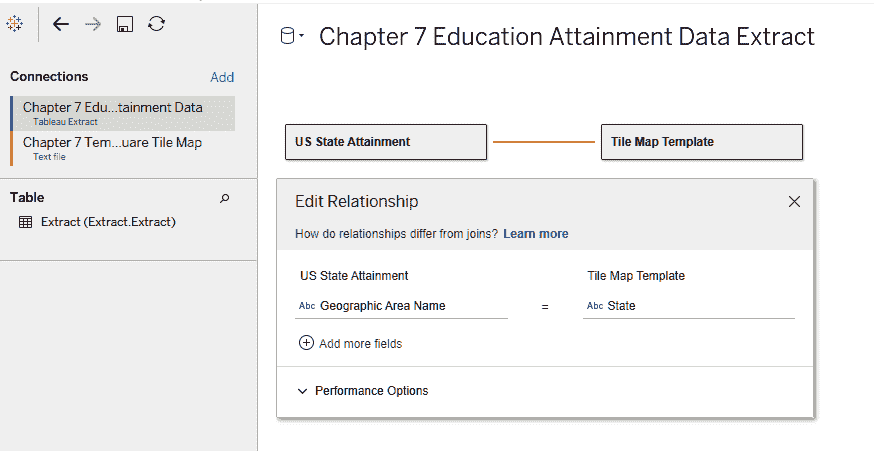 Chapter 7 Education Attainment Data Extract
Connections
Add
Chapter 7 Edu...tainment Data
Tableau Extract
Chapter 7 Tem...uare Tile Map
Text file
Table
Extract (Extract.Extract)
US State Attainment
Tile Map Template
Edit Relationship
How do relationships differ from joins? Learn more
US State Attainment
Tile Map Template
Abc Geographic Area Name = Abc State
Add more fields
Performance Options